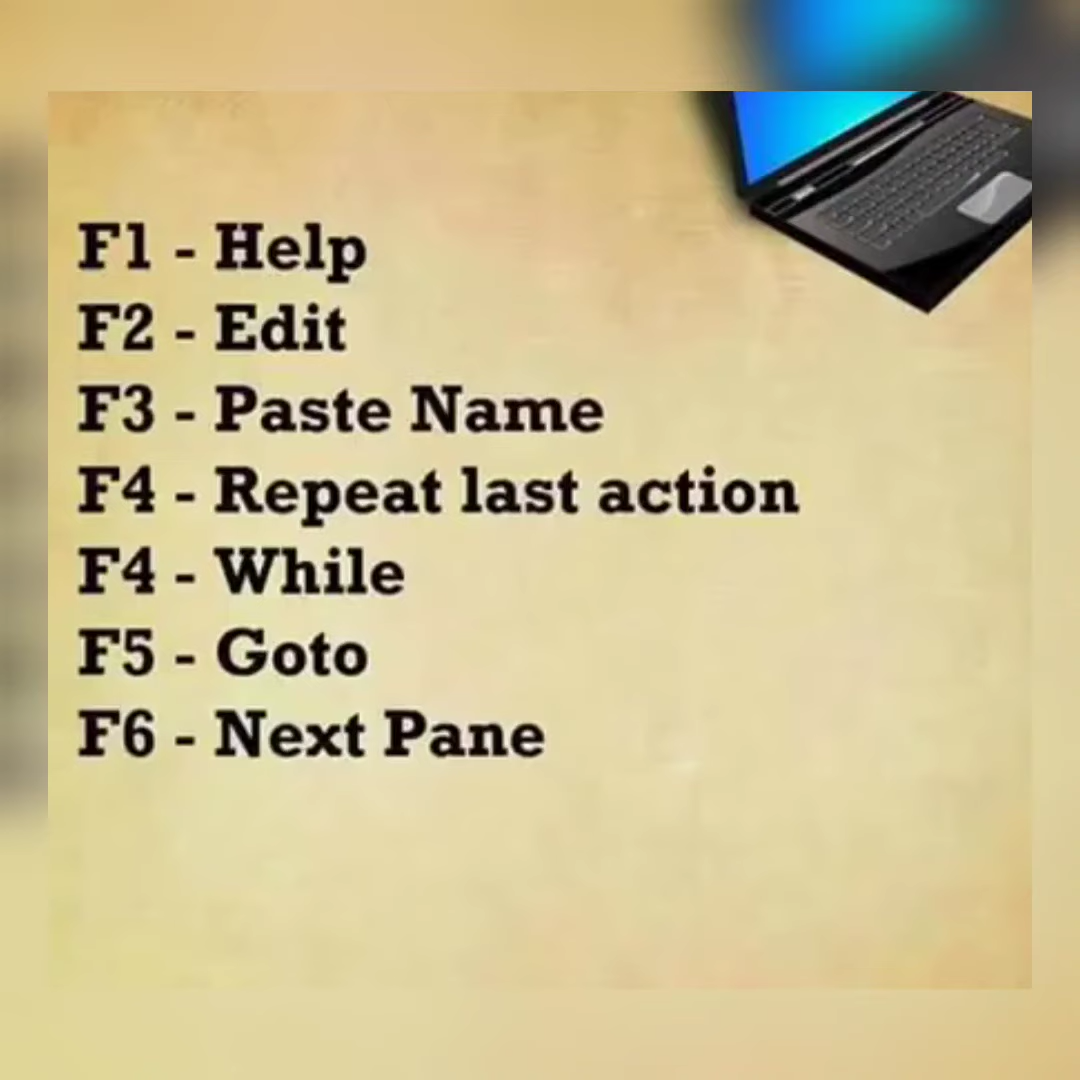 F1 - Help
F2 - Edit
F3 - Paste Name
F4 - Repeat last action
F4 - While
F5 - Goto
F6 - Next Pane